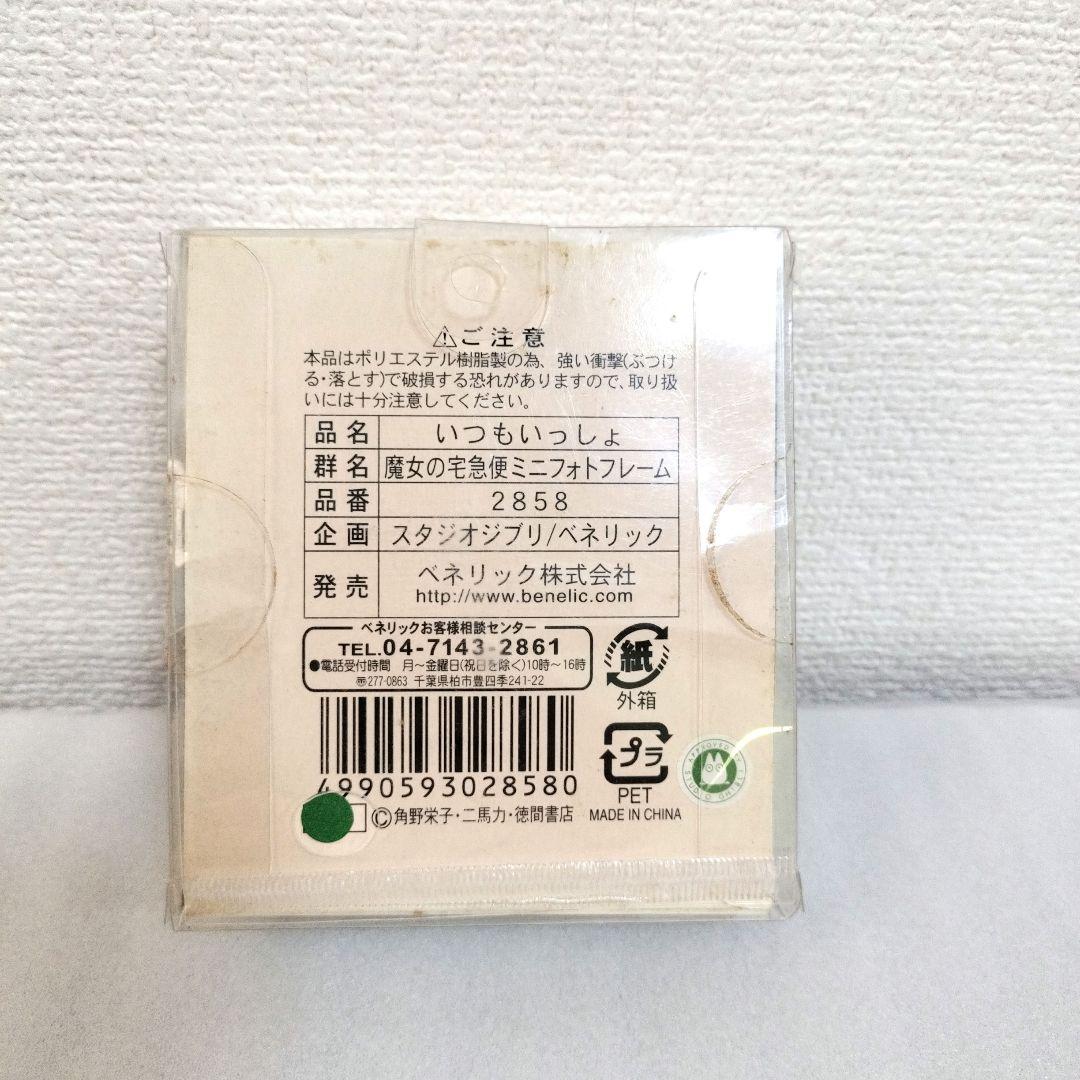 ⚠ご注意
本品はポリエステル樹脂製の為、強い衝撃(ぶつけ
る・落とす)で破損する恐れがありますので、取り扱
いには十分注意してください。
品名 いつもいっしょ
群名 魔女の宅急便ミニフォトフレーム
品番 2858
企画 スタジオジブリ/ベネリック
発売 ベネリック株式会社
http://www.benelic.com
ベネリックお客様相談センター
TEL.04-7143-2861
●電話受付時間 月〜金曜日(祝日を除く)10時〜16時
〠277-0863 千葉県柏市豊四季241-22
紙
外箱
4990593028580
プラ
PET
MADE IN CHINA
©角野栄子・二馬力・徳間書店
APPROVED BY STUDIO GHIBLI